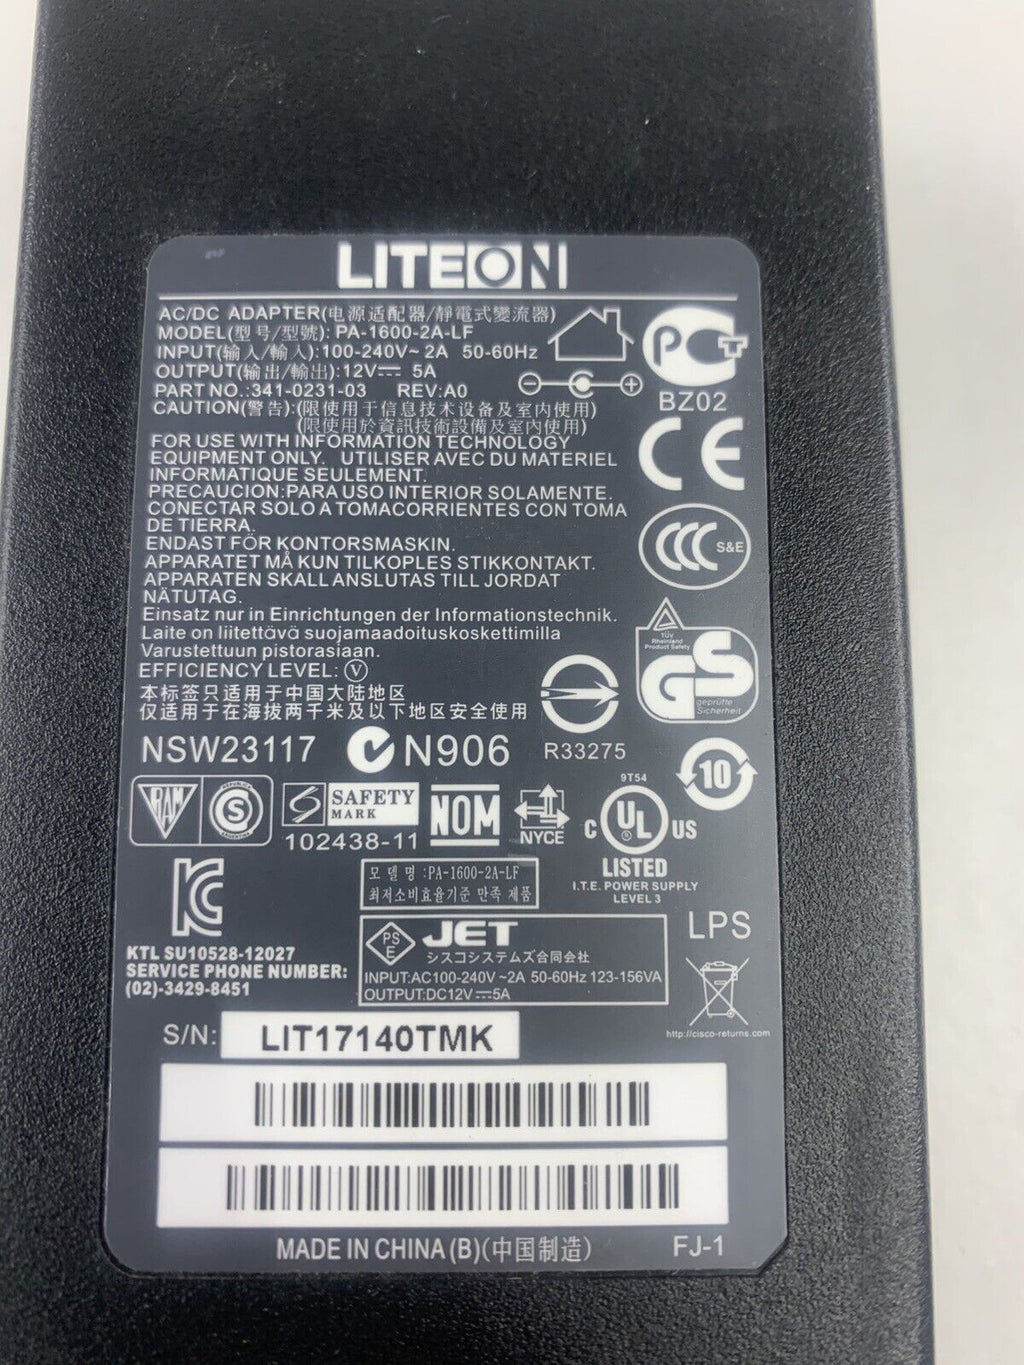 LITEON
AC/DC ADAPTER(电源适配器/靜電式變流器)
MODEL(型号/型號): PA-1600-2A-LF
INPUT(输入/輸入):100-240V~2A 50-60Hz
OUTPUT(输出/輸出):12V⎓ 5A
PART NO.:341-0231-03 REV:A0
CAUTION(警告):(限使用于信息技术设备及室内使用)
(限使用於資訊技術設備及室內使用)
FOR USE WITH INFORMATION TECHNOLOGY
EQUIPMENT ONLY. UTILISER AVEC DU MATERIEL
INFORMATIQUE SEULEMENT.
PRECAUCION:PARA USO INTERIOR SOLAMENTE.
CONECTAR SOLO A TOMACORRIENTES CON TOMA
DE TIERRA.
ENDAST FÖR KONTORSMASKIN.
APPARATET MÅ KUN TILKOPLES STIKKONTAKT.
APPARATEN SKALL ANSLUTAS TILL JORDAT
NÄTUTAG.
Einsatz nur in Einrichtungen der Informationstechnik.
Laite on liitettävä suojamaadoituskoskettimilla
Varustettuun pistorasiaan.
EFFICIENCY LEVEL: Ⓥ
本标签只适用于中国大陆地区
仅适用于在海拔两千米及以下地区安全使用
PCT
BZ02
CE
CCC S&E
TÜV
Rheinland
Product Safety
GS
geprüfte
Sicherheit
NSW23117 N906
R33275
10
RAM
S
REPUBLICA
ARGENTINA
SAFETY
MARK
102438-11
NOM
NYCE
9T54
C UL US
LISTED
I.T.E. POWER SUPPLY
LEVEL 3
KC
모델명:PA-1600-2A-LF
최저소비효율기준 만족 제품
KTL SU10528-12027
SERVICE PHONE NUMBER:
(02)-3429-8451
PS
E
JET
シスコシステムズ合同会社
INPUT:AC100-240V~2A 50-60Hz 123-156VA
OUTPUT:DC12V⎓5A
LPS
http://cisco-returns.com
S/N: LIT17140TMK
MADE IN CHINA (B)(中国制造) FJ-1